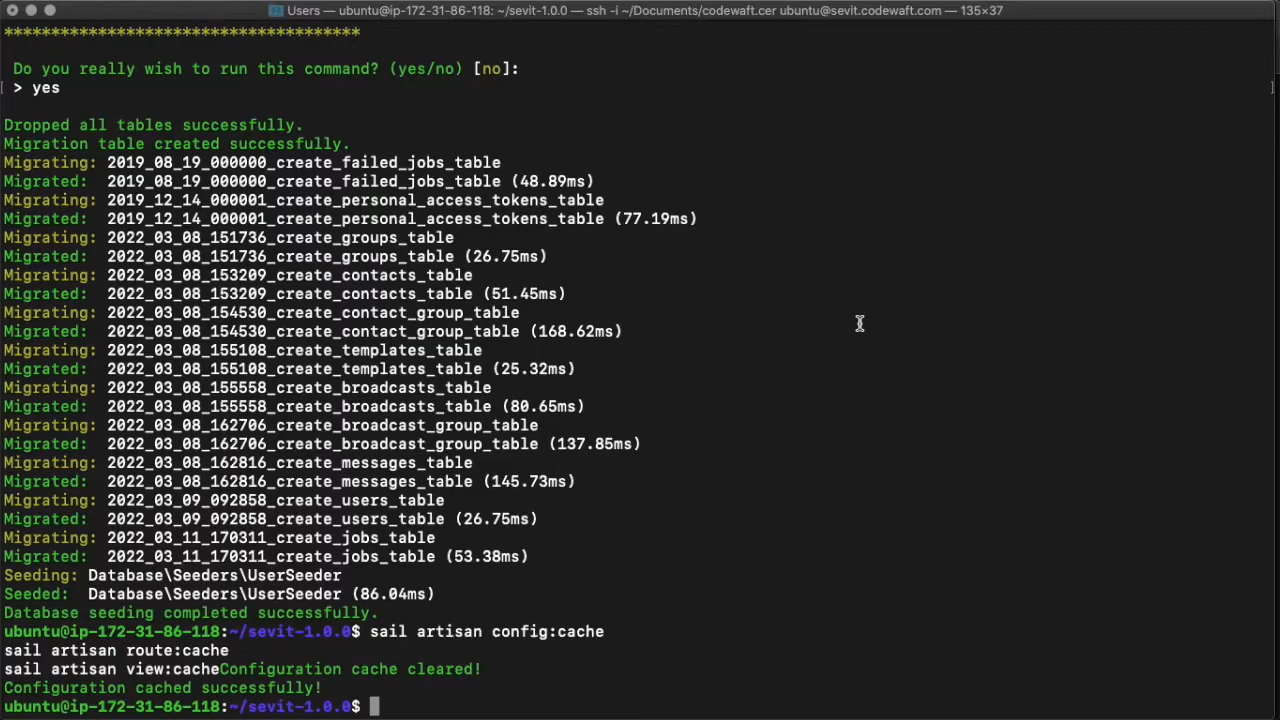 Users — ubuntu@ip-172-31-86-118: ~/sevit-1.0.0 — ssh -i ~/Documents/codewaft.cer ubuntu@sevit.codewaft.com — 135×37
**************************************
Do you really wish to run this command? (yes/no) [no]:
> yes
Dropped all tables successfully.
Migration table created successfully.
Migrating: 2019_08_19_000000_create_failed_jobs_table
Migrated:  2019_08_19_000000_create_failed_jobs_table (48.89ms)
Migrating: 2019_12_14_000001_create_personal_access_tokens_table
Migrated:  2019_12_14_000001_create_personal_access_tokens_table (77.19ms)
Migrating: 2022_03_08_151736_create_groups_table
Migrated:  2022_03_08_151736_create_groups_table (26.75ms)
Migrating: 2022_03_08_153209_create_contacts_table
Migrated:  2022_03_08_153209_create_contacts_table (51.45ms)
Migrating: 2022_03_08_154530_create_contact_group_table
Migrated:  2022_03_08_154530_create_contact_group_table (168.62ms)
Migrating: 2022_03_08_155108_create_templates_table
Migrated:  2022_03_08_155108_create_templates_table (25.32ms)
Migrating: 2022_03_08_155558_create_broadcasts_table
Migrated:  2022_03_08_155558_create_broadcasts_table (80.65ms)
Migrating: 2022_03_08_162706_create_broadcast_group_table
Migrated:  2022_03_08_162706_create_broadcast_group_table (137.85ms)
Migrating: 2022_03_08_162816_create_messages_table
Migrated:  2022_03_08_162816_create_messages_table (145.73ms)
Migrating: 2022_03_09_092858_create_users_table
Migrated:  2022_03_09_092858_create_users_table (26.75ms)
Migrating: 2022_03_11_170311_create_jobs_table
Migrated:  2022_03_11_170311_create_jobs_table (53.38ms)
Seeding: Database\Seeders\UserSeeder
Seeded:  Database\Seeders\UserSeeder (86.04ms)
Database seeding completed successfully.
ubuntu@ip-172-31-86-118:~/sevit-1.0.0$ sail artisan config:cache
sail artisan route:cache
sail artisan view:cacheConfiguration cache cleared!
Configuration cached successfully!
ubuntu@ip-172-31-86-118:~/sevit-1.0.0$